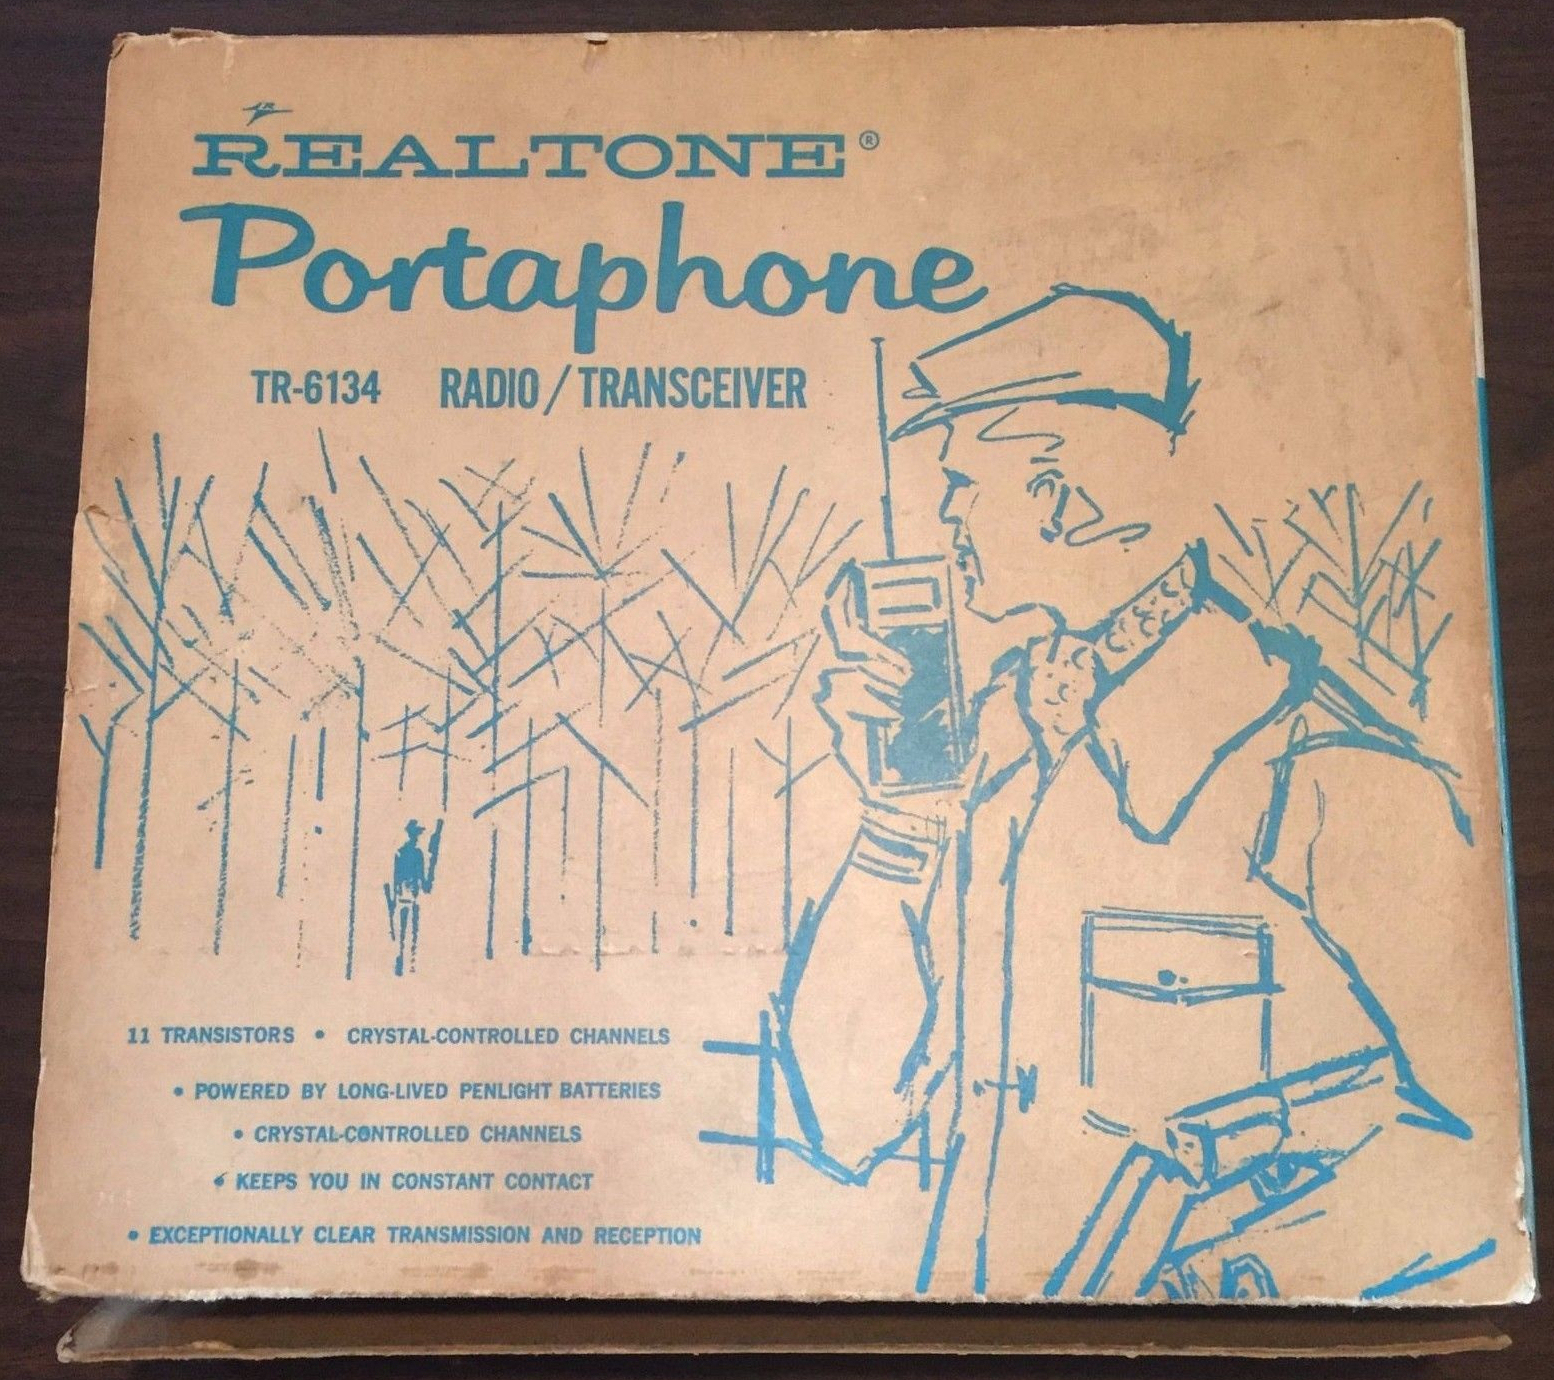 REALTONE®
Portaphone
TR-6134 RADIO/TRANSCEIVER
11 TRANSISTORS • CRYSTAL-CONTROLLED CHANNELS
• POWERED BY LONG-LIVED PENLIGHT BATTERIES
• CRYSTAL-CONTROLLED CHANNELS
• KEEPS YOU IN CONSTANT CONTACT
• EXCEPTIONALLY CLEAR TRANSMISSION AND RECEPTION